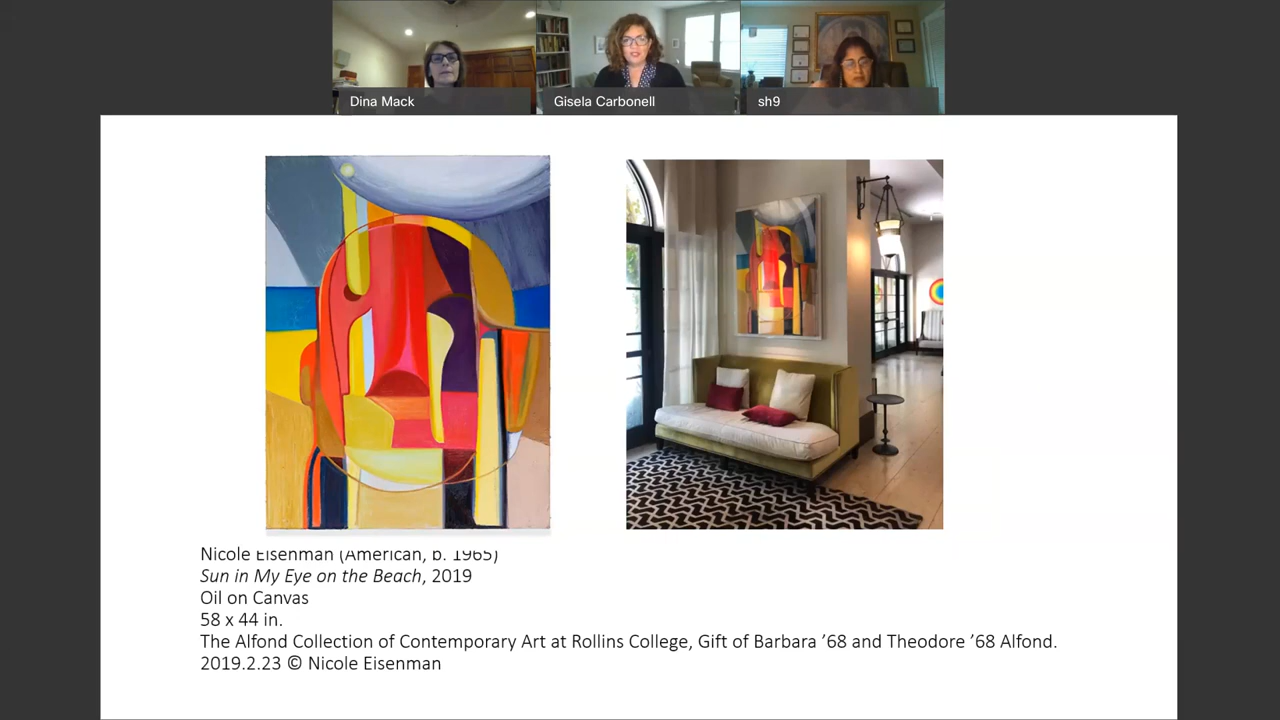 Dina Mack
Gisela Carbonell
sh9
Nicole Eisenman (American, b. 1965)
Sun in My Eye on the Beach, 2019
Oil on Canvas
58 x 44 in.
The Alfond Collection of Contemporary Art at Rollins College, Gift of Barbara ’68 and Theodore ’68 Alfond.
2019.2.23 © Nicole Eisenman